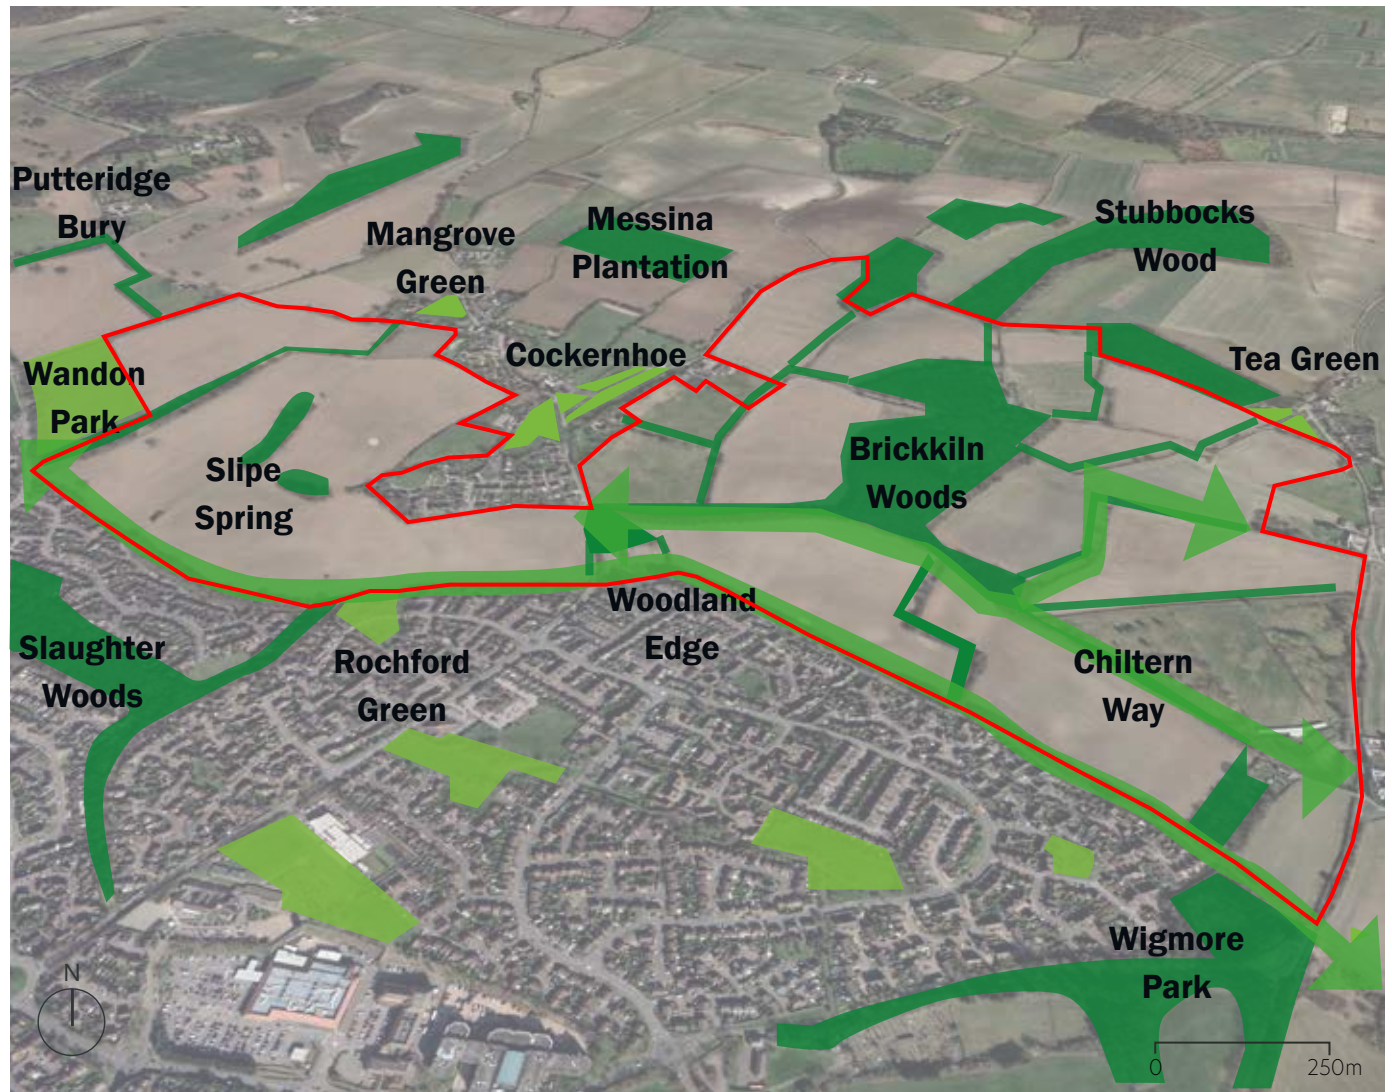 Putteridge
Bury
Mangrove
Green
Messina
Plantation
Stubbocks
Wood
Wandon
Park
Cockernhoe
Tea Green
Slipe
Spring
Brickkiln
Woods
Woodland
Edge
Slaughter
Woods
Rochford
Green
Chiltern
Way
Wigmore
Park
N
0
250m